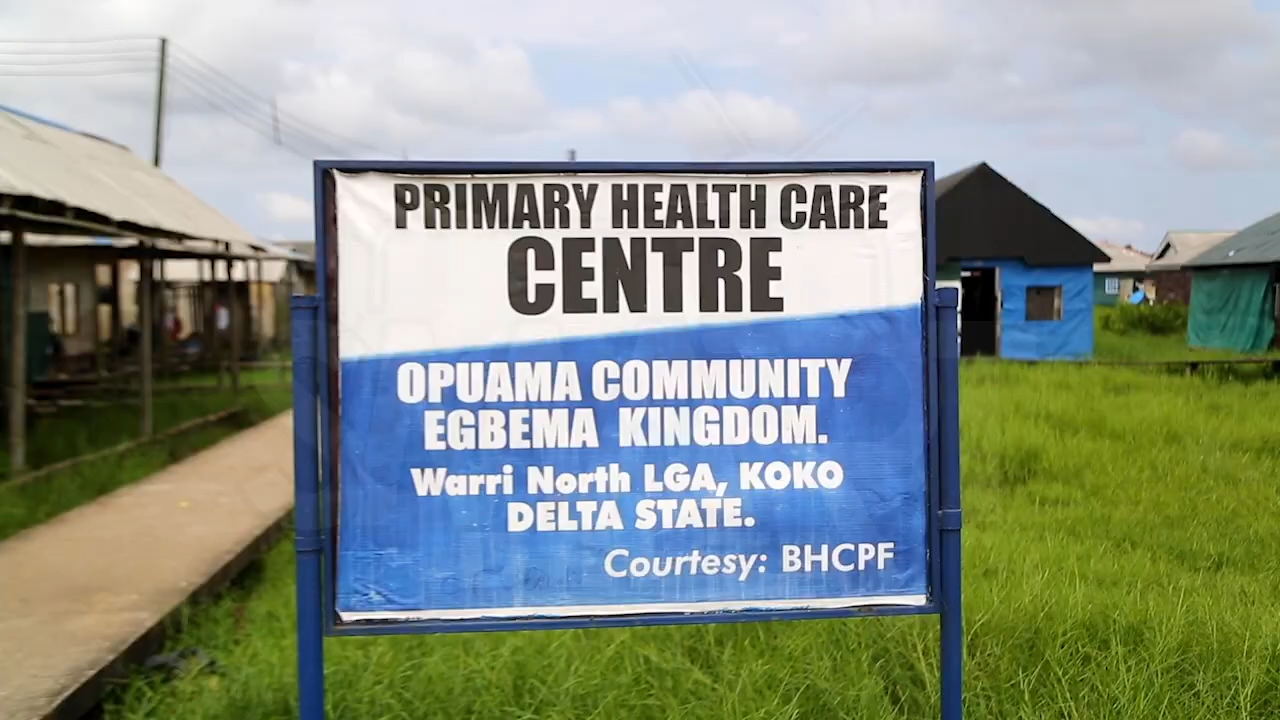 PRIMARY HEALTH CARE
CENTRE
OPUAMA COMMUNITY
EGBEMA KINGDOM.
Warri North LGA, KOKO
DELTA STATE.
Courtesy: BHCPF